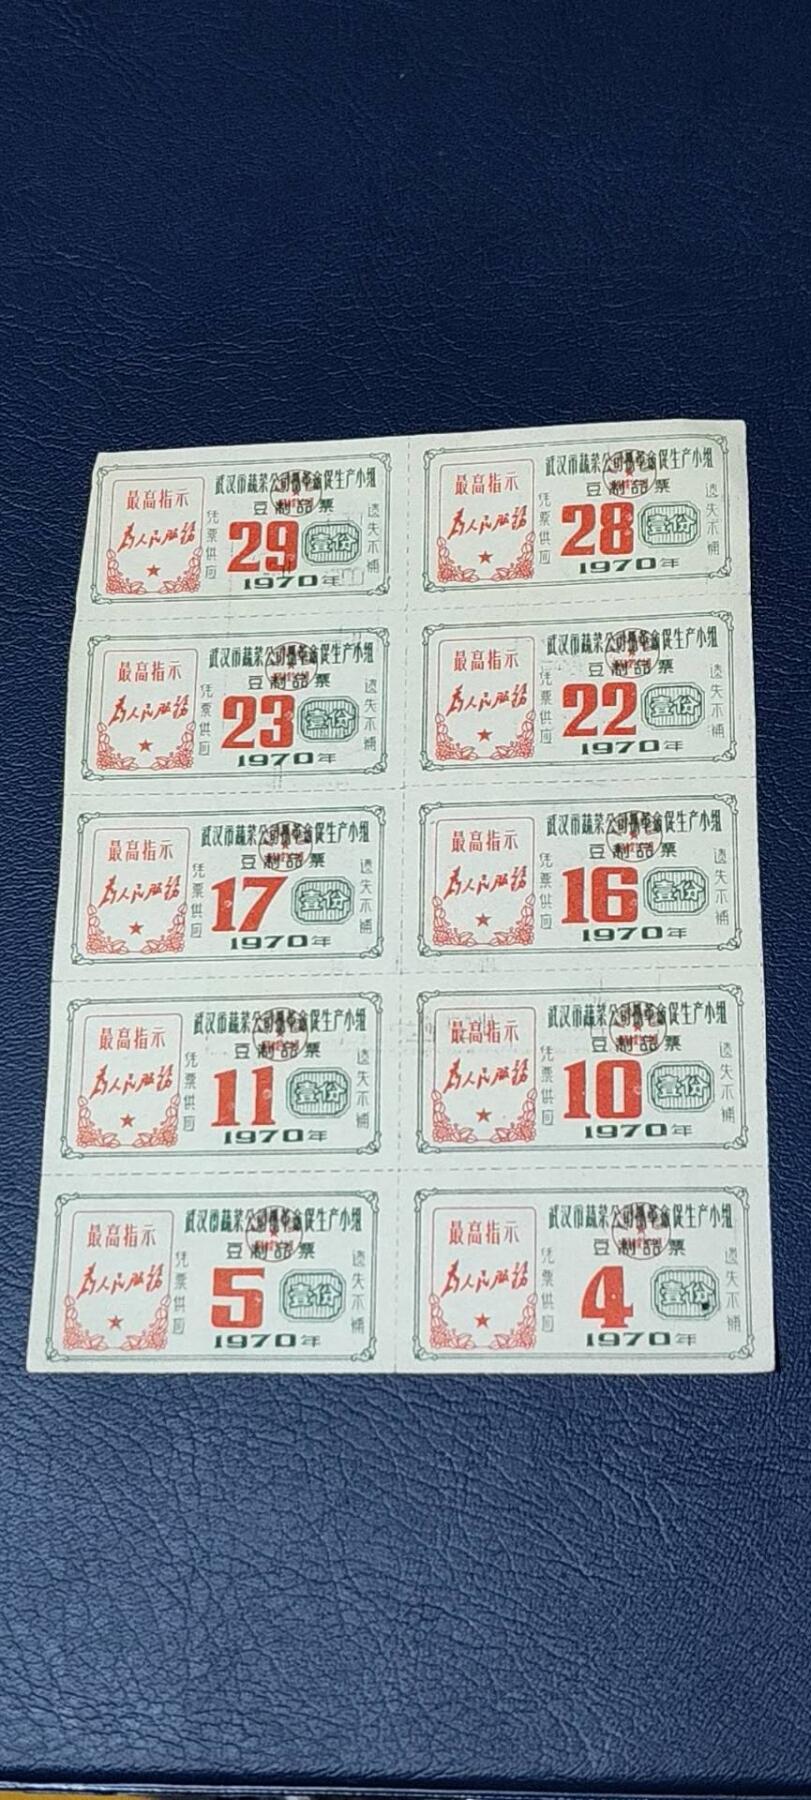 最高指示
为人民服务
武汉市蔬菜公司抓革命促生产小组
豆制品票
凭票供应
29
壹份
遗失不补
1970年
最高指示
为人民服务
武汉市蔬菜公司抓革命促生产小组
豆制品票
凭票供应
28
壹份
遗失不补
1970年
最高指示
为人民服务
武汉市蔬菜公司抓革命促生产小组
豆制品票
凭票供应
23
壹份
遗失不补
1970年
最高指示
为人民服务
武汉市蔬菜公司抓革命促生产小组
豆制品票
凭票供应
22
壹份
遗失不补
1970年
最高指示
为人民服务
武汉市蔬菜公司抓革命促生产小组
豆制品票
凭票供应
17
壹份
遗失不补
1970年
最高指示
为人民服务
武汉市蔬菜公司抓革命促生产小组
豆制品票
凭票供应
16
壹份
遗失不补
1970年
最高指示
为人民服务
武汉市蔬菜公司抓革命促生产小组
豆制品票
凭票供应
11
壹份
遗失不补
1970年
最高指示
为人民服务
武汉市蔬菜公司抓革命促生产小组
豆制品票
凭票供应
10
壹份
遗失不补
1970年
最高指示
为人民服务
武汉市蔬菜公司抓革命促生产小组
豆制品票
凭票供应
5
壹份
遗失不补
1970年
最高指示
为人民服务
武汉市蔬菜公司抓革命促生产小组
豆制品票
凭票供应
4
壹份
遗失不补
1970年